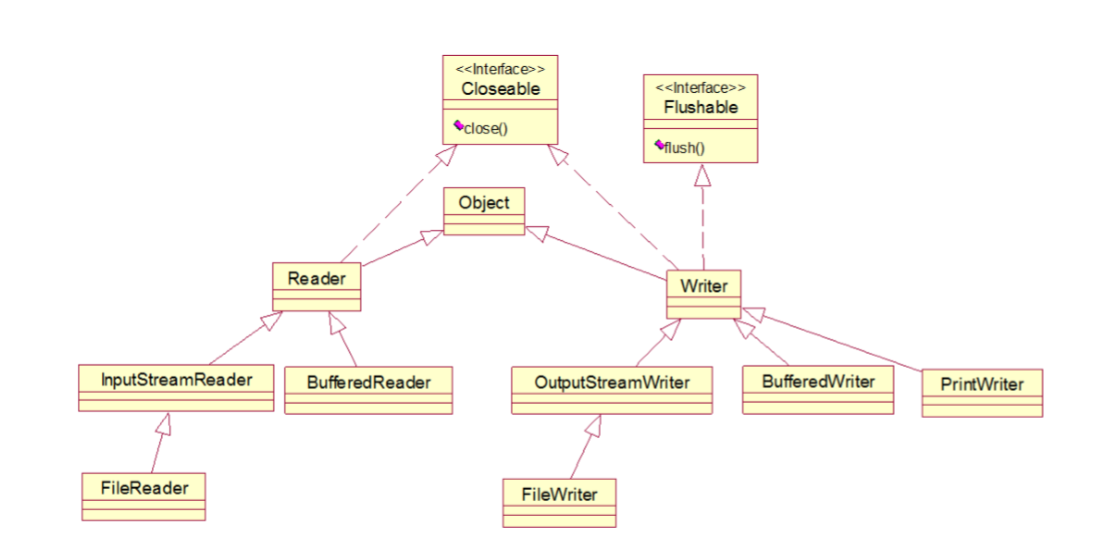 <<Interface>>
Closeable
close()
<<Interface>>
Flushable
flush()
Object
Reader
Writer
InputStreamReader
BufferedReader
OutputStreamWriter
BufferedWriter
PrintWriter
FileReader
FileWriter